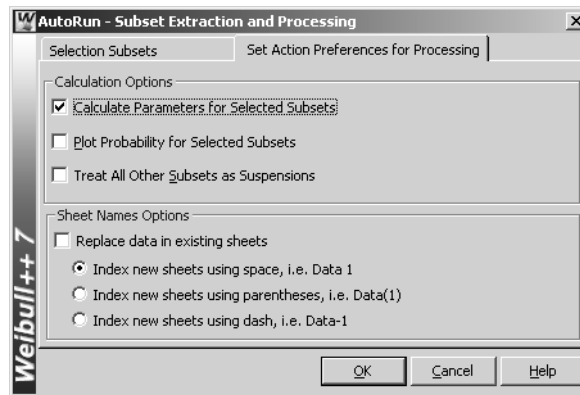 AutoRun - Subset Extraction and Processing
Selection Subsets
Set Action Preferences for Processing
Calculation Options
Calculate Parameters for Selected Subsets
Plot Probability for Selected Subsets
Treat All Other Subsets as Suspensions
Sheet Names Options
Replace data in existing sheets
Index new sheets using space, i.e. Data 1
Index new sheets using parentheses, i.e. Data(1)
Index new sheets using dash, i.e. Data-1
Weibull++ 7
OK
Cancel
Help